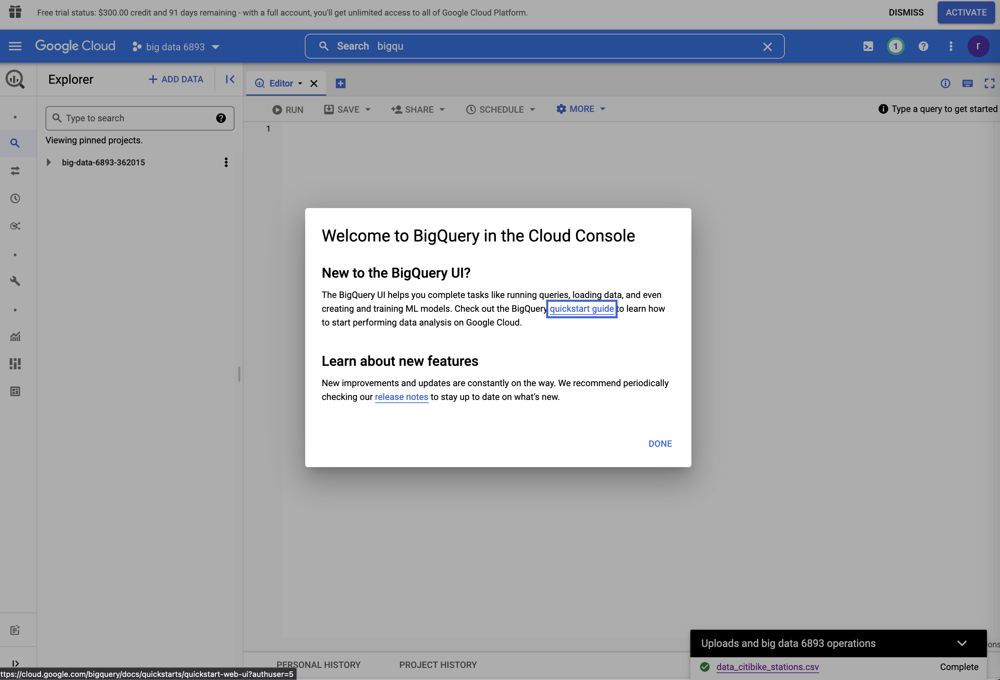 Free trial status: $300.00 credit and 91 days remaining - with a full account, you'll get unlimited access to all of Google Cloud Platform.
DISMISS
ACTIVATE
Google Cloud
big data 6893
Search bigqu
1
r
Explorer
+ ADD DATA
Editor
Type to search
Viewing pinned projects.
big-data-6893-362015
RUN
SAVE
SHARE
SCHEDULE
MORE
Type a query to get started
1
Welcome to BigQuery in the Cloud Console
New to the BigQuery UI?
The BigQuery UI helps you complete tasks like running queries, loading data, and even
creating and training ML models. Check out the BigQuery quickstart guide to learn how
to start performing data analysis on Google Cloud.
Learn about new features
New improvements and updates are constantly on the way. We recommend periodically
checking our release notes to stay up to date on what’s new.
DONE
Uploads and big data 6893 operations
data_citibike_stations.csv
Complete
PERSONAL HISTORY
PROJECT HISTORY
ttps://cloud.google.com/bigquery/docs/quickstarts/quickstart-web-ui?authuser=5